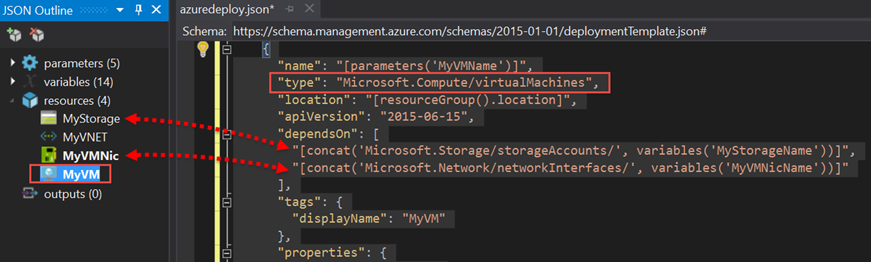 JSON Outline
parameters (5)
variables (14)
resources (4)
MyStorage
MyVNET
MyVMNic
MyVM
outputs (0)
azuredeploy.json*
Schema: https://schema.management.azure.com/schemas/2015-01-01/deploymentTemplate.json#
{
"name": "[parameters('MyVMName')]",
"type": "Microsoft.Compute/virtualMachines",
"location": "[resourceGroup().location]",
"apiVersion": "2015-06-15",
"dependsOn": [
"[concat('Microsoft.Storage/storageAccounts/', variables('MyStorageName'))]",
"[concat('Microsoft.Network/networkInterfaces/', variables('MyVMNicName'))]"
],
"tags": {
"displayName": "MyVM"
},
"properties": {